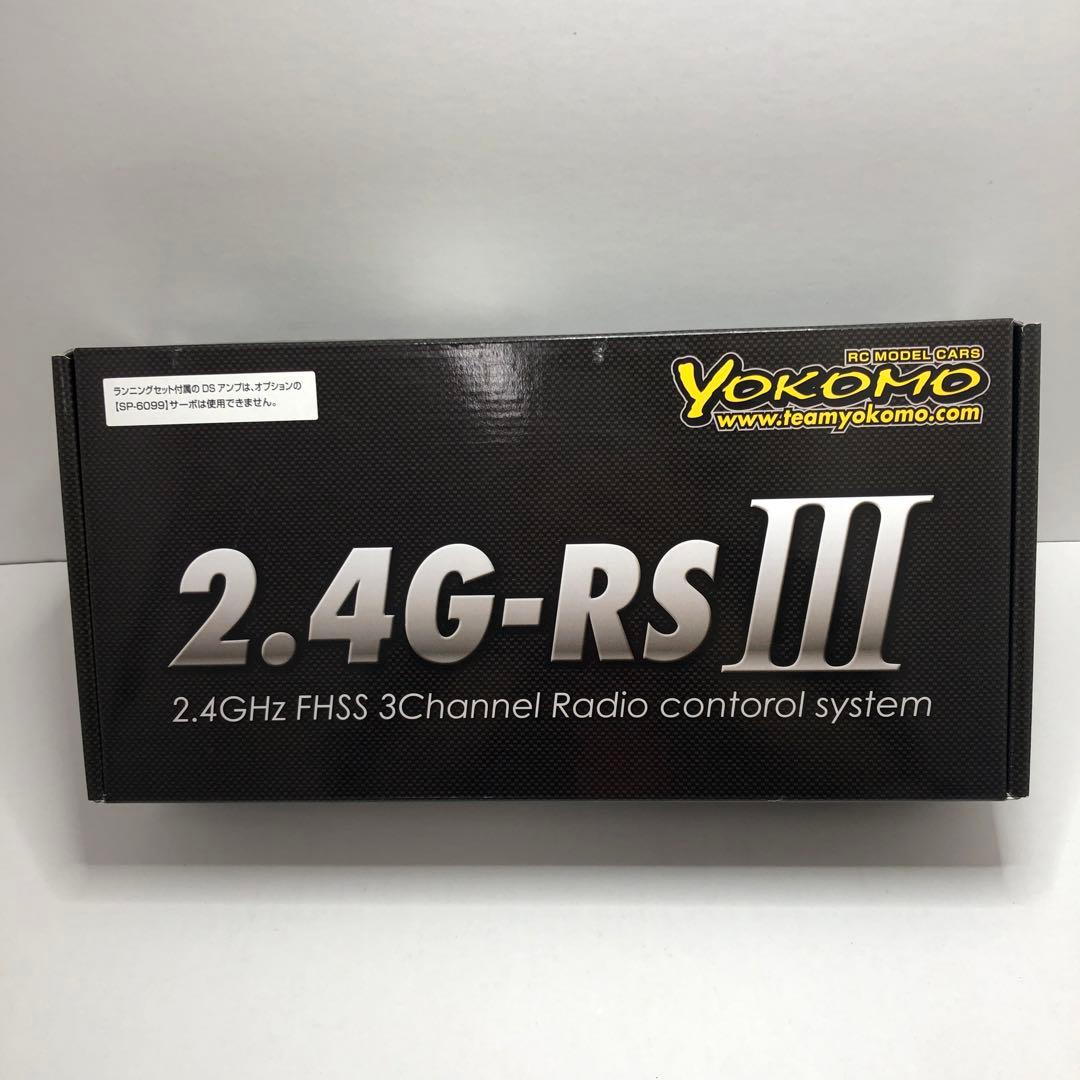 ランニングセット付属の DS アンプは、オプションの
【SP-6099】サーボは使用できません。
RC MODEL CARS
YOKOMO
www.teamyokomo.com
2.4G-RSIII
2.4GHz FHSS 3Channel Radio contorol system